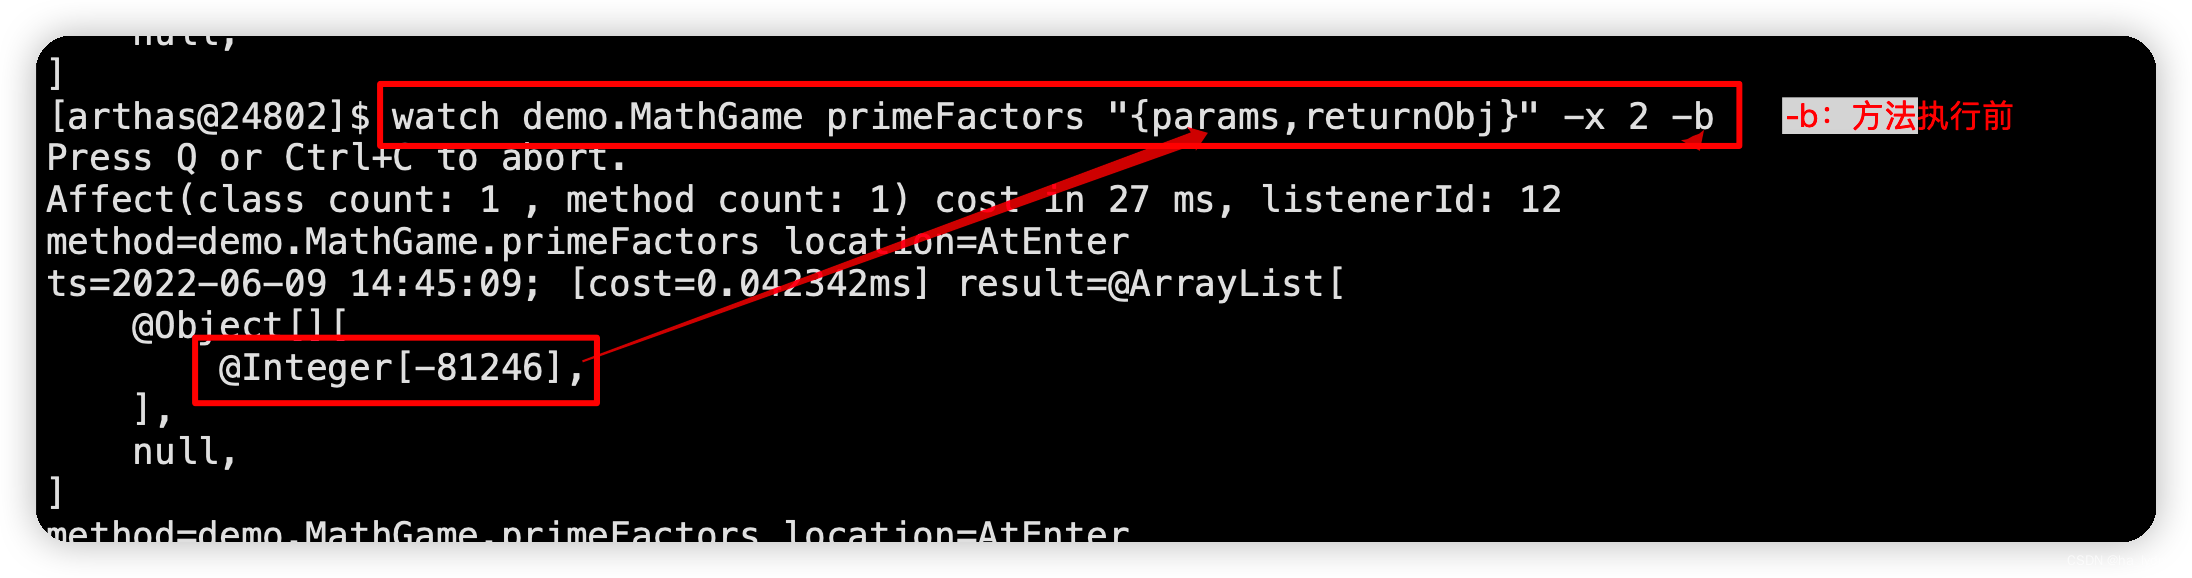 null,
]
[arthas@24802]$ watch demo.MathGame primeFactors "{params,returnObj}" -x 2 -b -b：方法执行前
Press Q or Ctrl+C to abort.
Affect(class count: 1 , method count: 1) cost in 27 ms, listenerId: 12
method=demo.MathGame.primeFactors location=AtEnter
ts=2022-06-09 14:45:09; [cost=0.042342ms] result=@ArrayList[
@Object[][
@Integer[-81246],
],
null,
]
method=demo.MathGame.primeFactors location=AtEnter